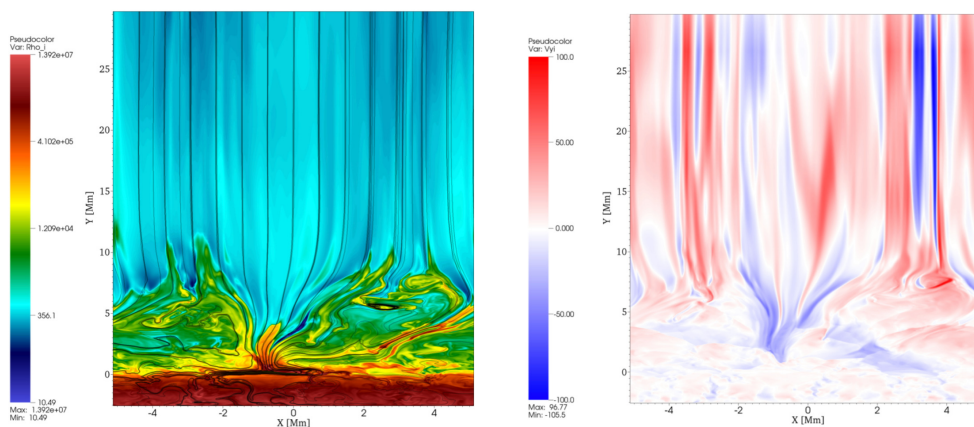 Pseudocolor
Var: Rho_i
1.392e+07
4.102e+05
1.209e+04
356.1
10.49
Max: 1.392e+07
Min: 10.49
25
20
15
10
5
0
Y [Mm]
-4
-2
0
2
4
X [Mm]
Pseudocolor
Var: Vyi
100.0
50.00
0.000
-50.00
-100.0
Max: 96.77
Min: -105.5
25
20
15
10
5
0
Y [Mm]
-4
-2
0
2
4
X [Mm]